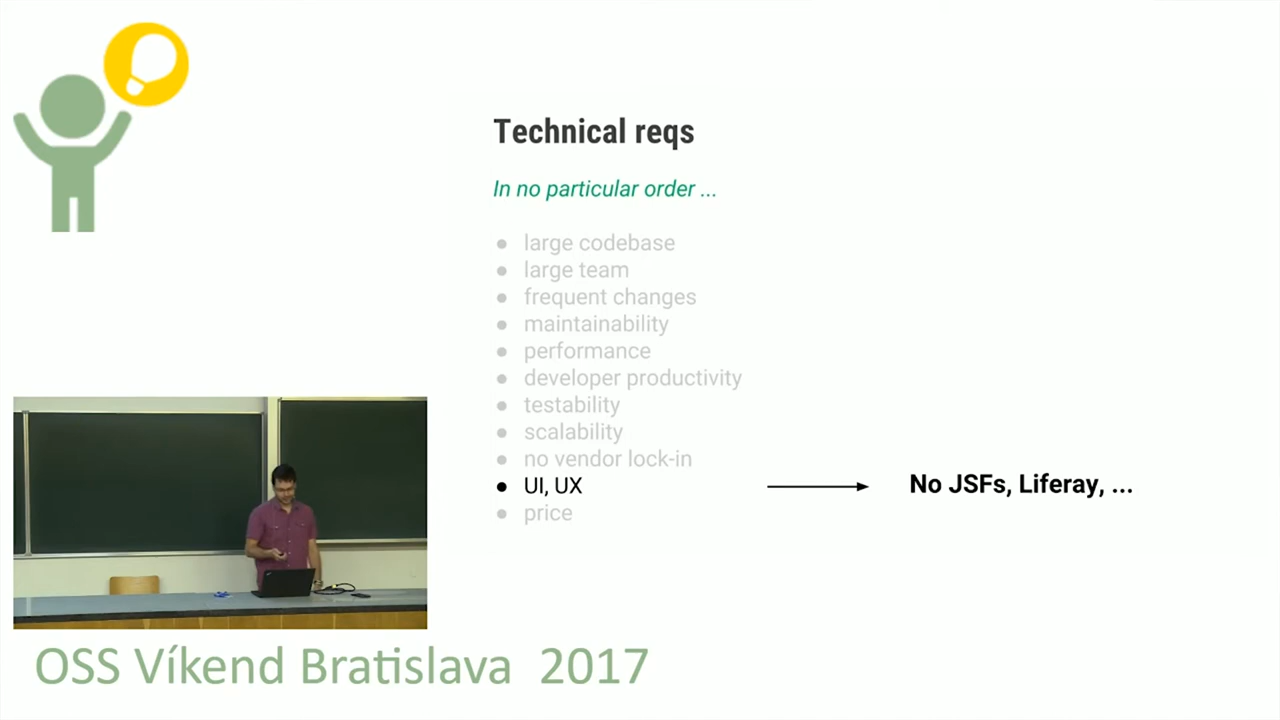 Technical reqs
In no particular order ...
● large codebase
● large team
● frequent changes
● maintainability
● performance
● developer productivity
● testability
● scalability
● no vendor lock-in
● UI, UX
No JSFs, Liferay, ...
● price
OSS Víkend Bratislava 2017